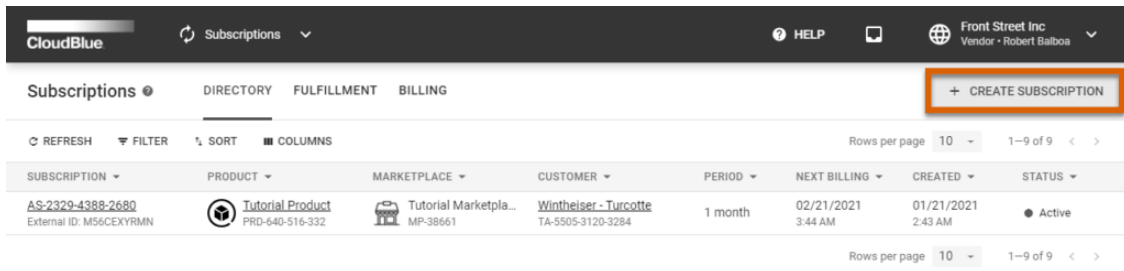 CloudBlue Subscriptions HELP Front Street Inc
Vendor • Robert Balboa
Subscriptions DIRECTORY FULFILLMENT BILLING + CREATE SUBSCRIPTION
REFRESH FILTER SORT COLUMNS Rows per page 10 1–9 of 9
SUBSCRIPTION PRODUCT MARKETPLACE CUSTOMER PERIOD NEXT BILLING CREATED STATUS
AS-2329-4388-2680 Tutorial Product Tutorial Marketpla... Wintheiser - Turcotte 1 month 02/21/2021 01/21/2021 Active
External ID: M56CEXYRMN PRD-640-516-332 MP-38661 TA-5505-3120-3284 3:44 AM 2:43 AM
Rows per page 10 1–9 of 9